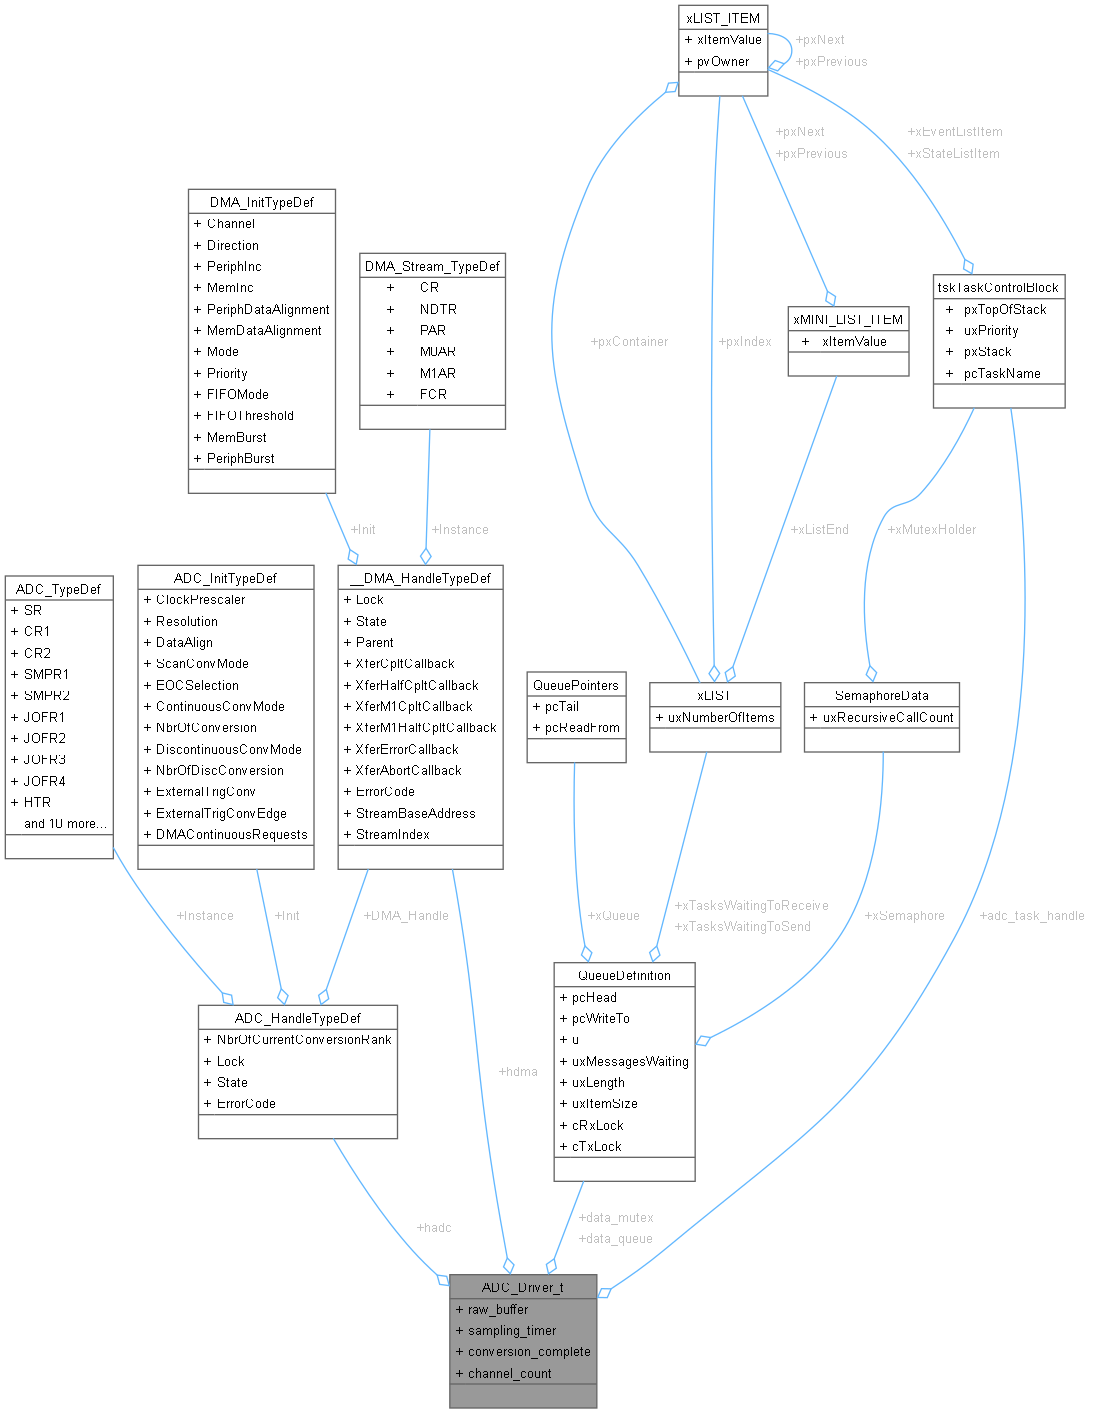 xLIST_ITEM
+ xItemValue
+ pvOwner
+pxNext
+pxPrevious
+pxNext
+pxPrevious
+xEventListItem
+xStateListItem
DMA_InitTypeDef
+ Channel
+ Direction
+ PeriphInc
+ MemInc
+ PeriphDataAlignment
+ MemDataAlignment
+ Mode
+ Priority
+ FIFOMode
+ FIFOThreshold
+ MemBurst
+ PeriphBurst
DMA_Stream_TypeDef
+ CR
+ NDTR
+ PAR
+ M0AR
+ M1AR
+ FCR
tskTaskControlBlock
+ pxTopOfStack
+ uxPriority
+ pxStack
+ pcTaskName
xMINI_LIST_ITEM
+ xItemValue
+pxContainer
+pxIndex
+Init
+Instance
+xListEnd
+xMutexHolder
ADC_TypeDef
+ SR
+ CR1
+ CR2
+ SMPR1
+ SMPR2
+ JOFR1
+ JOFR2
+ JOFR3
+ JOFR4
+ HTR
and 10 more...
ADC_InitTypeDef
+ ClockPrescaler
+ Resolution
+ DataAlign
+ ScanConvMode
+ EOCSelection
+ ContinuousConvMode
+ NbrOfConversion
+ DiscontinuousConvMode
+ NbrOfDiscConversion
+ ExternalTrigConv
+ ExternalTrigConvEdge
+ DMAContinuousRequests
__DMA_HandleTypeDef
+ Lock
+ State
+ Parent
+ XferCpltCallback
+ XferHalfCpltCallback
+ XferM1CpltCallback
+ XferM1HalfCpltCallback
+ XferErrorCallback
+ XferAbortCallback
+ ErrorCode
+ StreamBaseAddress
+ StreamIndex
QueuePointers
+ pcTail
+ pcReadFrom
xLIST
+ uxNumberOfItems
SemaphoreData
+ uxRecursiveCallCount
+Instance
+Init
+DMA_Handle
+xQueue
+xTasksWaitingToReceive
+xTasksWaitingToSend
+xSemaphore
+adc_task_handle
ADC_HandleTypeDef
+ NbrOfCurrentConversionRank
+ Lock
+ State
+ ErrorCode
QueueDefinition
+ pcHead
+ pcWriteTo
+ u
+ uxMessagesWaiting
+ uxLength
+ uxItemSize
+ cRxLock
+ cTxLock
+hdma
+hadc
+data_mutex
+data_queue
ADC_Driver_t
+ raw_buffer
+ sampling_timer
+ conversion_complete
+ channel_count